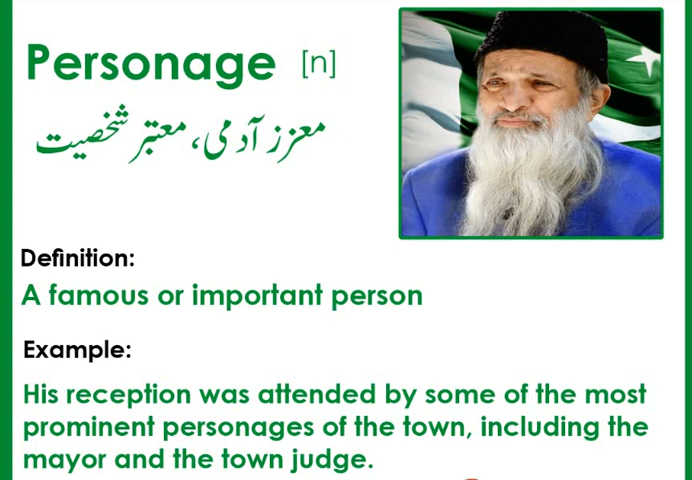 Personage [n]
معزز آدمی، معتبر شخصیت
Definition:
A famous or important person
Example:
His reception was attended by some of the most
prominent personages of the town, including the
mayor and the town judge.